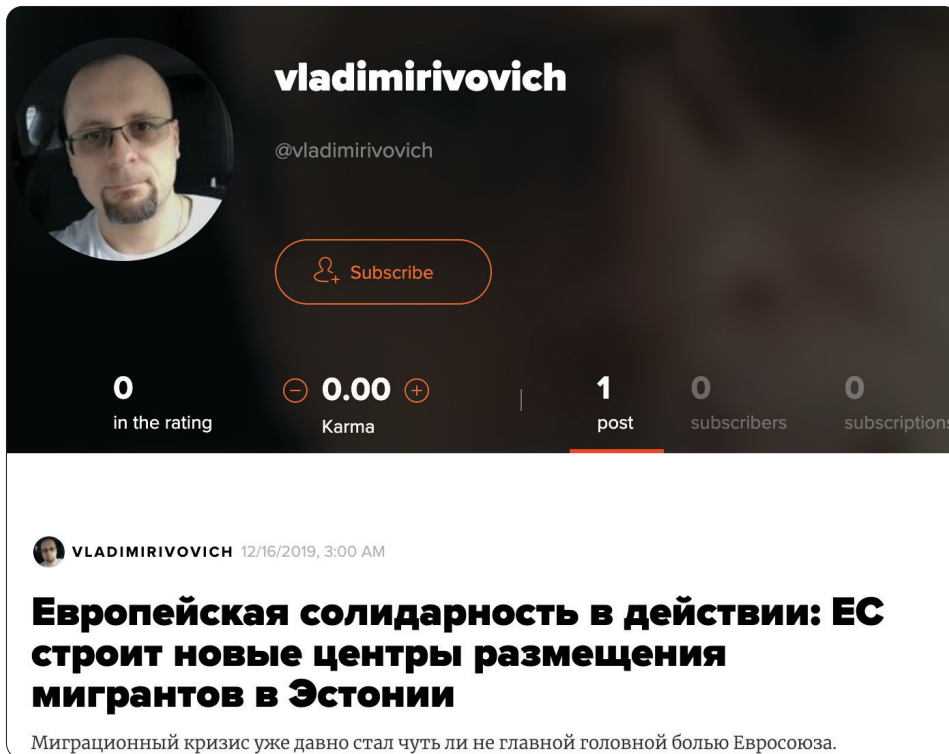 vladimirivovich
@vladimirivovich
Subscribe
0
in the rating
0.00
Karma
1
post
0
subscribers
0
subscriptions
VLADIMIRIVOVICH 12/16/2019, 3:00 AM
Европейская солидарность в действии: ЕС
строит новые центры размещения
мигрантов в Эстонии
Миграционный кризис уже давно стал чуть ли не главной головной болью Евросоюза.